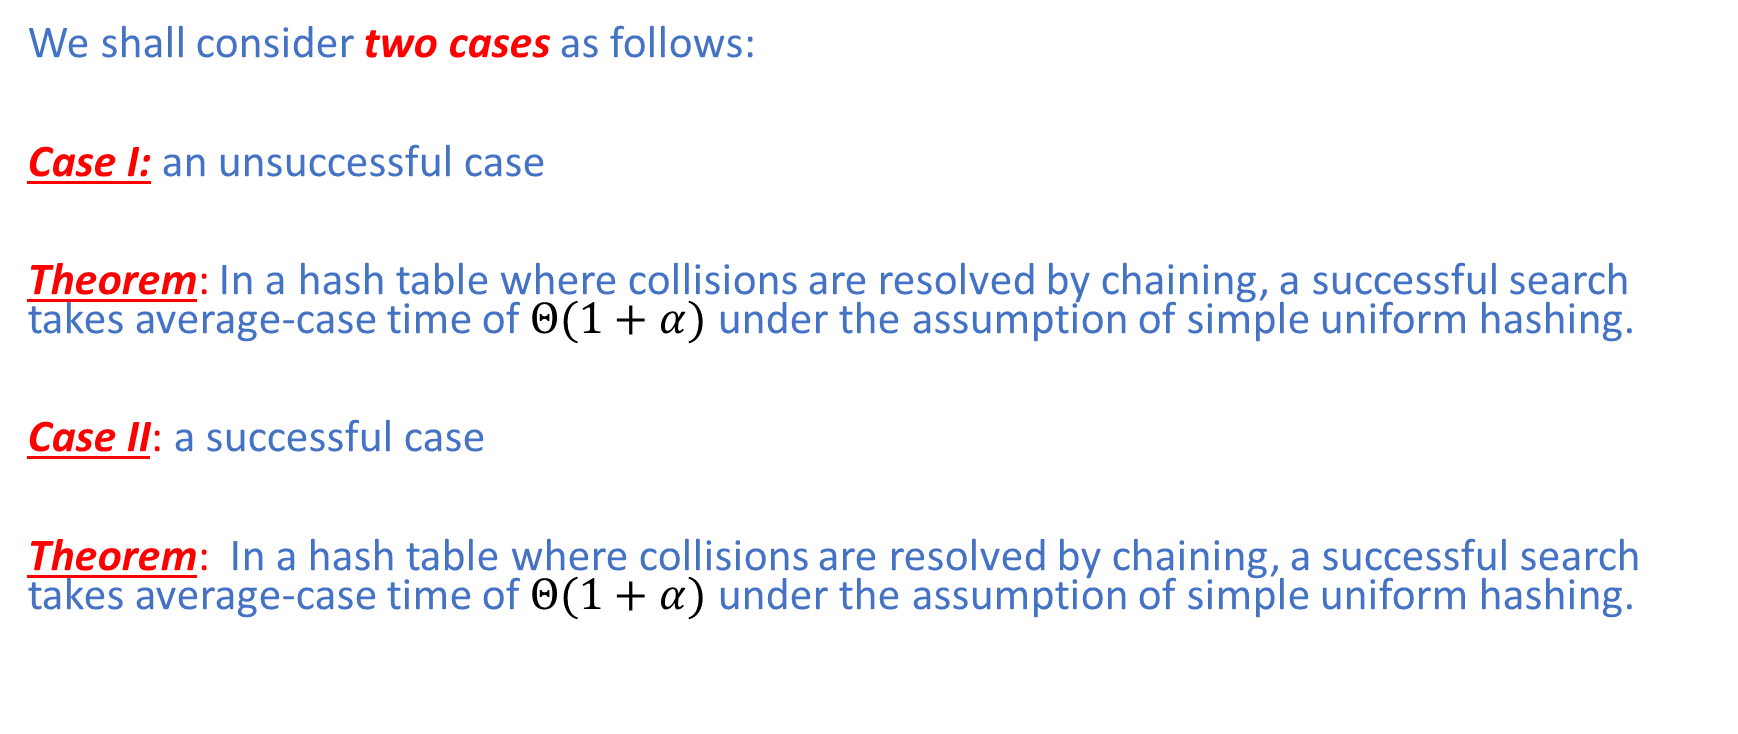 We shall consider two cases as follows:
Case I: an unsuccessful case
Theorem: In a hash table where collisions are resolved by chaining, a successful search
takes average-case time of Θ(1 + α) under the assumption of simple uniform hashing.
Case II: a successful case
Theorem: In a hash table where collisions are resolved by chaining, a successful search
takes average-case time of Θ(1 + α) under the assumption of simple uniform hashing.